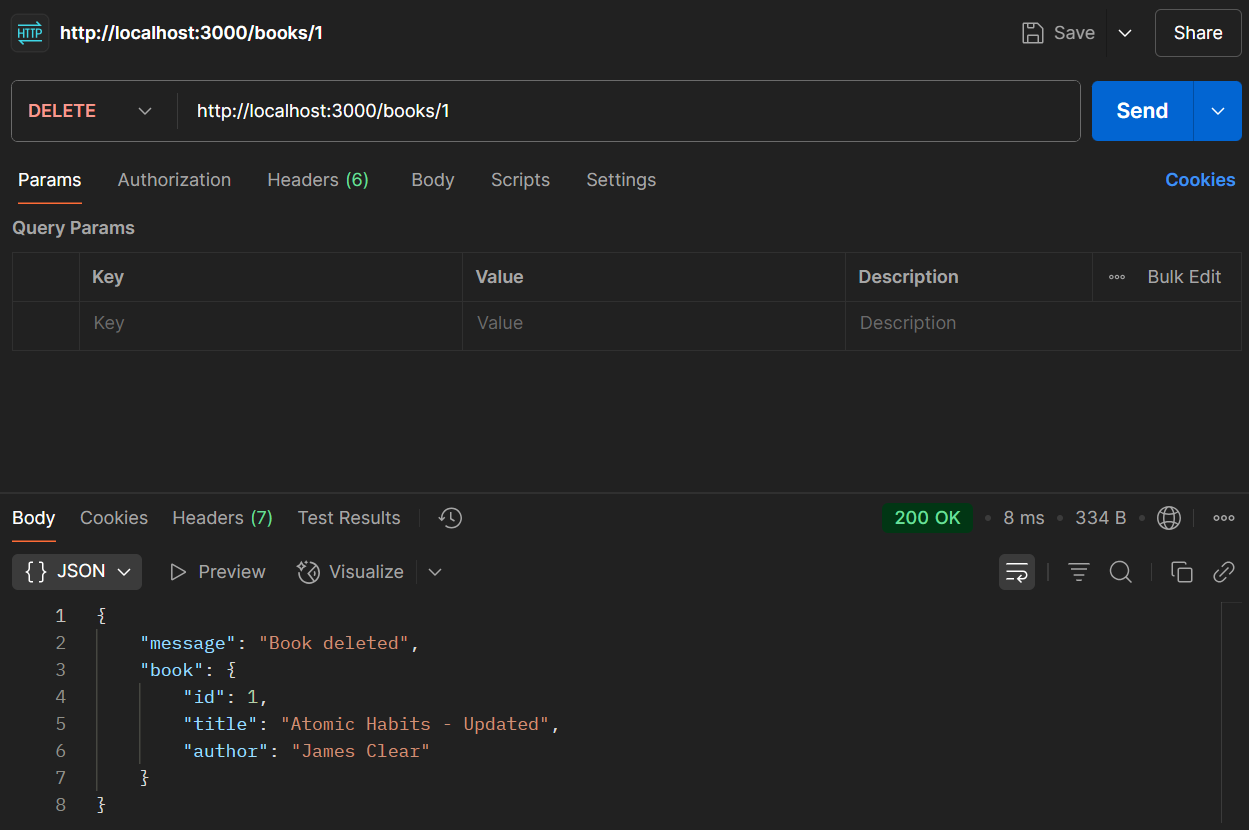 HTTP http://localhost:3000/books/1 Save Share
DELETE http://localhost:3000/books/1 Send
Params Authorization Headers (6) Body Scripts Settings Cookies
Query Params
Key Value Description Bulk Edit
Key Value Description
Body Cookies Headers (7) Test Results 200 OK • 8 ms • 334 B •
{ } JSON Preview Visualize
1 {
2     "message": "Book deleted",
3     "book": {
4         "id": 1,
5         "title": "Atomic Habits - Updated",
6         "author": "James Clear"
7     }
8 }